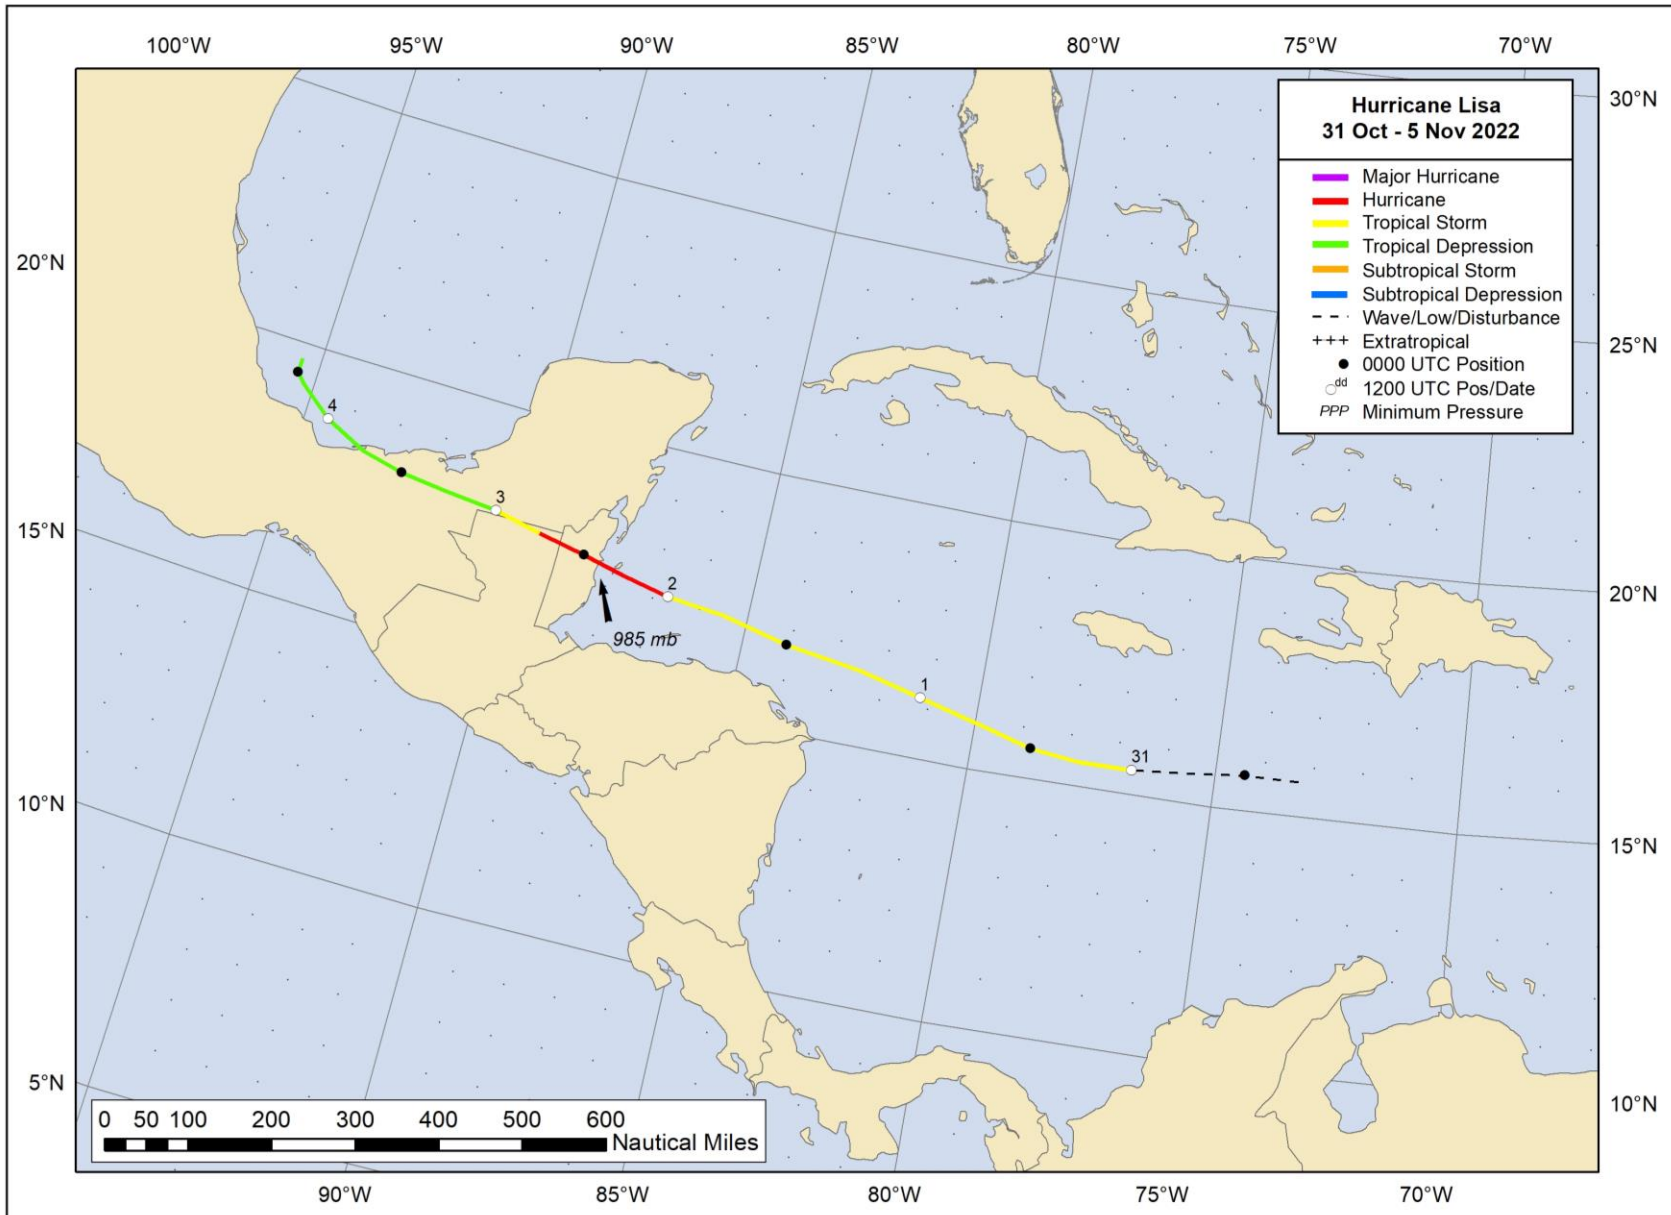 100°W 95°W 90°W 85°W 80°W 75°W 70°W
Hurricane Lisa
31 Oct - 5 Nov 2022
Major Hurricane
Hurricane
Tropical Storm
Tropical Depression
Subtropical Storm
Subtropical Depression
Wave/Low/Disturbance
+++ Extratropical
0000 UTC Position
dd 1200 UTC Pos/Date
PPP Minimum Pressure
30°N
25°N
20°N
15°N
10°N
20°N
15°N
10°N
5°N
4
3
2
1
31
985 mb
0 50 100 200 300 400 500 600
Nautical Miles
90°W 85°W 80°W 75°W 70°W